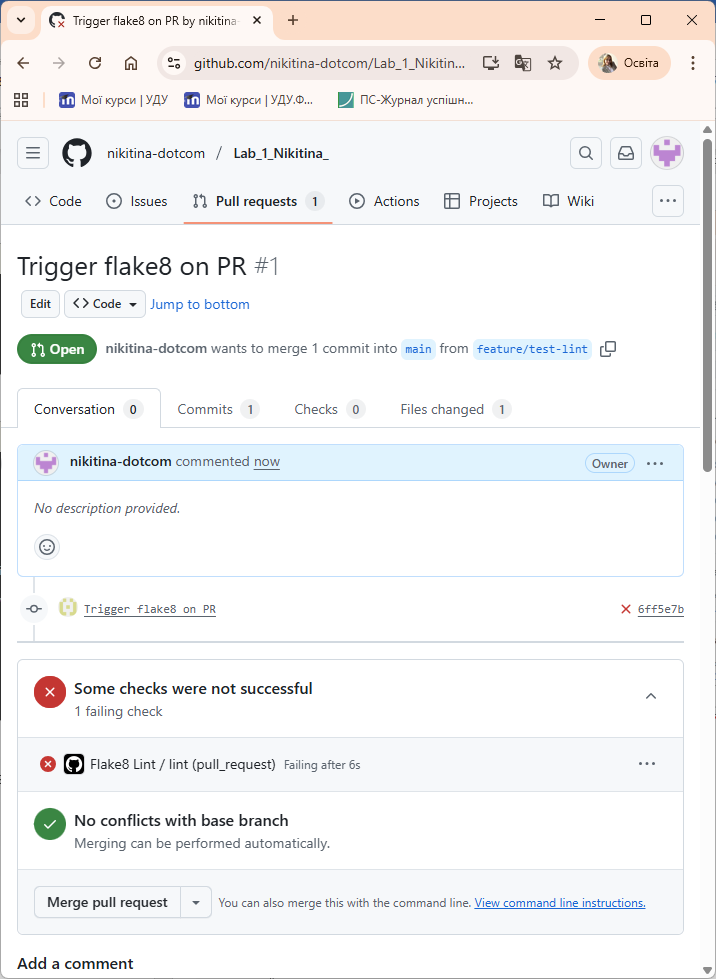 Trigger flake8 on PR by nikitina-
github.com/nikitina-dotcom/Lab_1_Nikitin...
Освіта
Мої курси | УДУ
Мої курси | УДУ.Ф...
ПС-Журнал успішн...
nikitina-dotcom / Lab_1_Nikitina_
Code
Issues
Pull requests 1
Actions
Projects
Wiki
Trigger flake8 on PR #1
Edit
Code
Jump to bottom
Open
nikitina-dotcom wants to merge 1 commit into main from feature/test-lint
Conversation 0
Commits 1
Checks 0
Files changed 1
nikitina-dotcom commented now
Owner
No description provided.
Trigger flake8 on PR
6ff5e7b
Some checks were not successful
1 failing check
Flake8 Lint / lint (pull_request) Failing after 6s
No conflicts with base branch
Merging can be performed automatically.
Merge pull request
You can also merge this with the command line. View command line instructions.
Add a comment